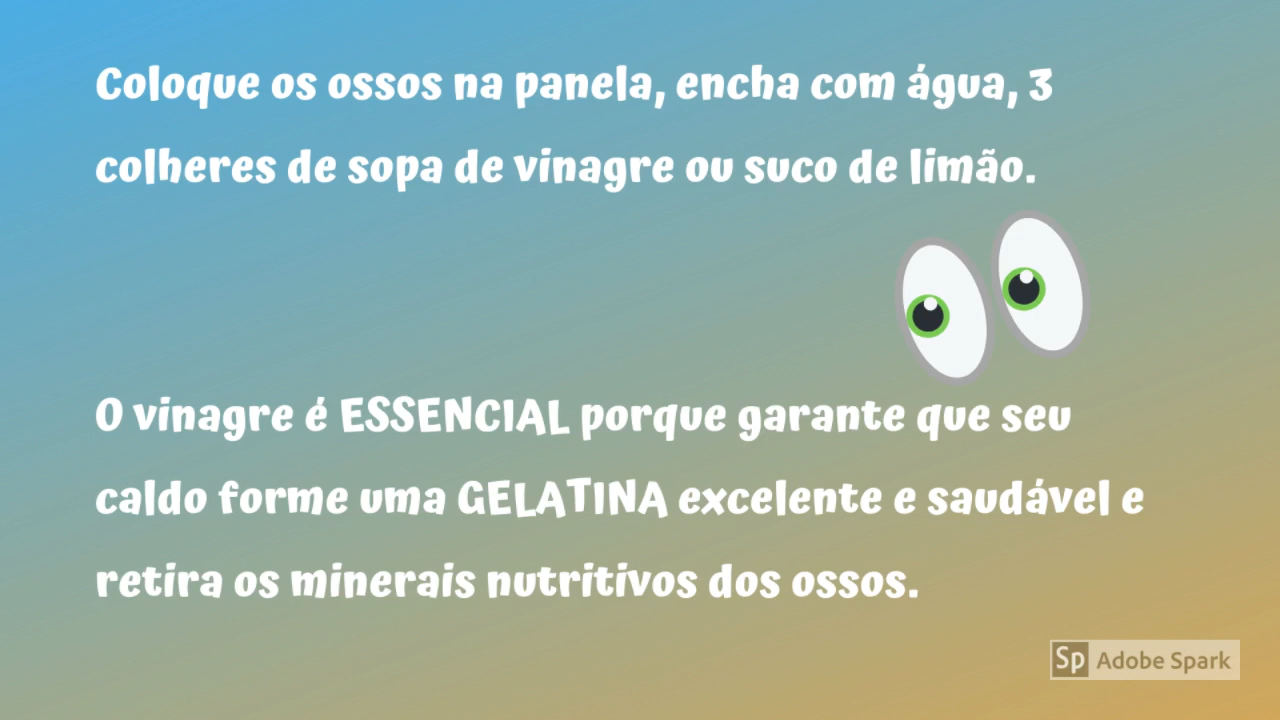 Coloque os ossos na panela, encha com água, 3
colheres de sopa de vinagre ou suco de limão.
O vinagre é ESSENCIAL porque garante que seu
caldo forme uma GELATINA excelente e saudável e
retira os minerais nutritivos dos ossos.
Sp Adobe Spark